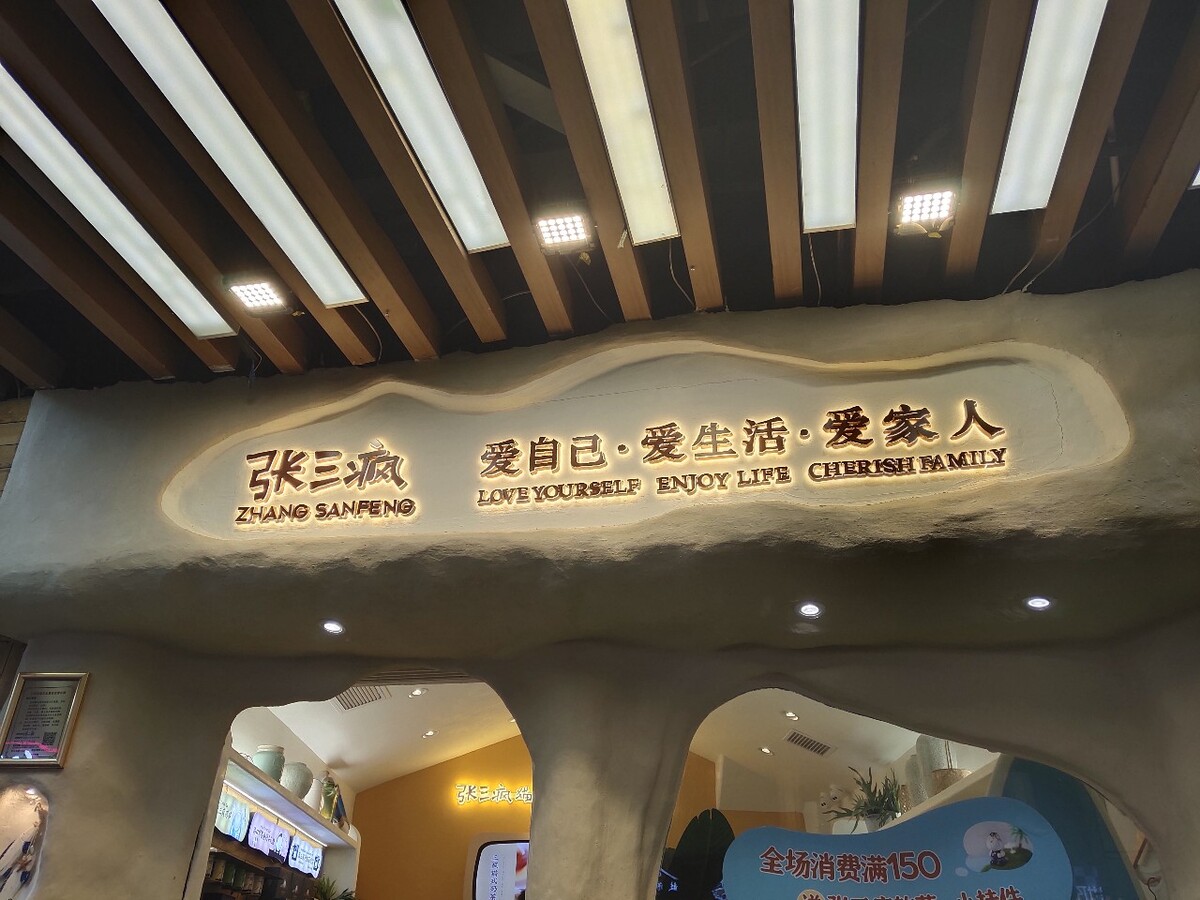 张三疯
ZHANG SANFENG
爱自己·爱生活·爱家人
LOVE YOURSELF ENJOY LIFE CHERISH FAMILY
张三疯
全场消费满150